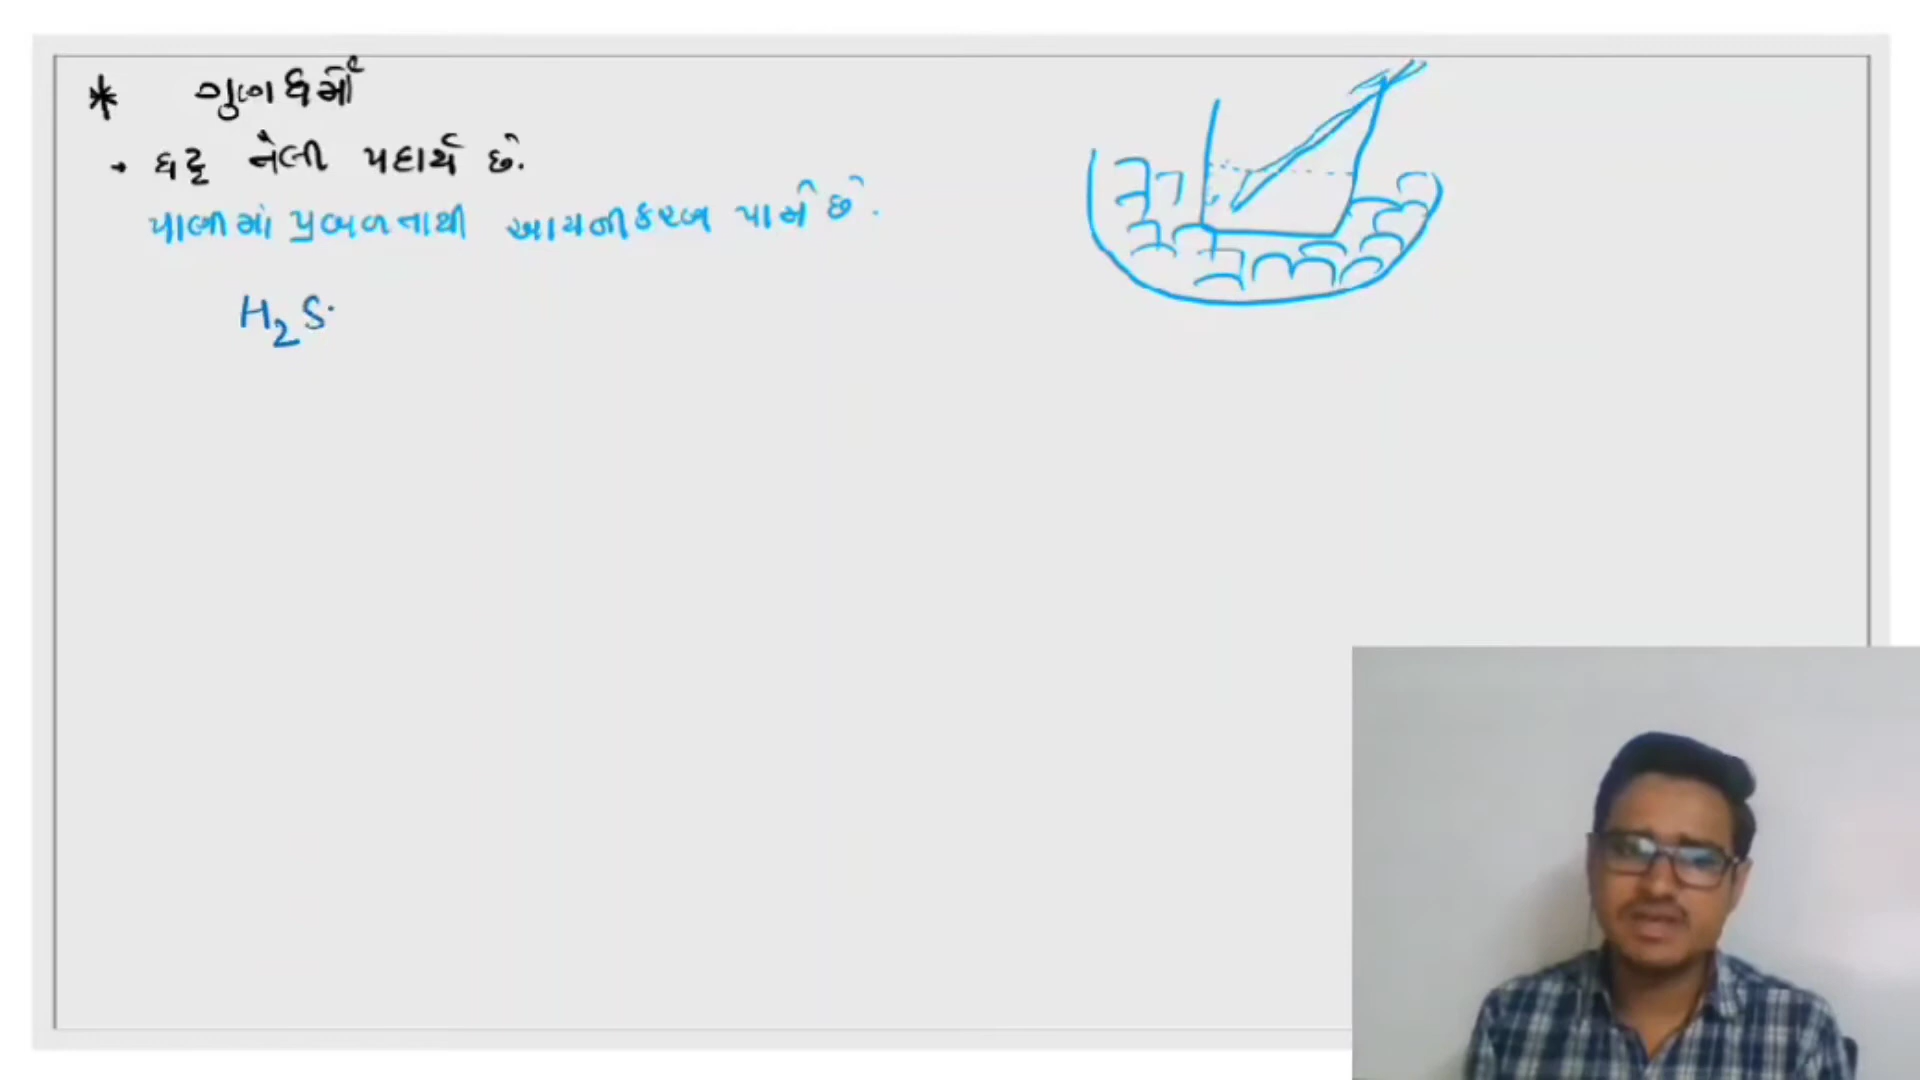 * ગુણધર્મો
→ ઘટ્ટ તૈલી પદાર્થ છે.
પાણીમાં પ્રબળતાથી આયનીકરણ પામે છે.
H₂S